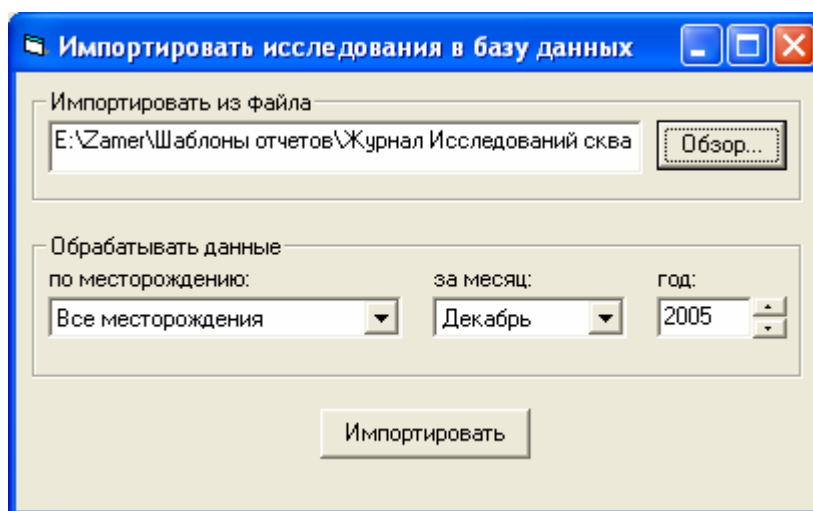 Импортировать исследования в базу данных
Импортировать из файла
E:\Zamer\Шаблоны отчетов\Журнал Исследований сква
Обзор...
Обрабатывать данные
по месторождению: за месяц: год:
Все месторождения Декабрь 2005
Импортировать